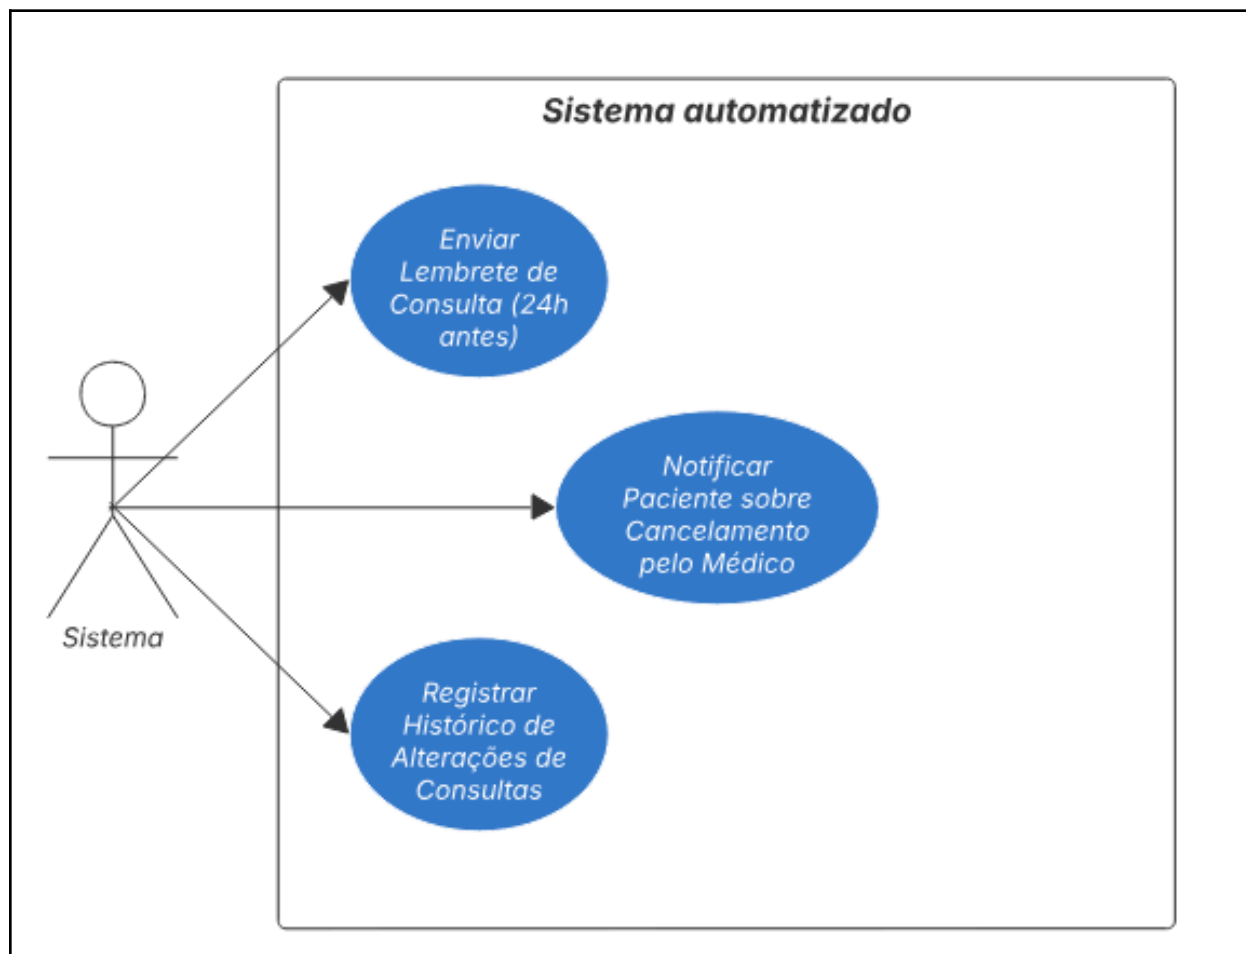 Sistema automatizado
Enviar
Lembrete de
Consulta (24h
antes)
Notificar
Paciente sobre
Cancelamento
pelo Médico
Sistema
Registrar
Histórico de
Alterações de
Consultas